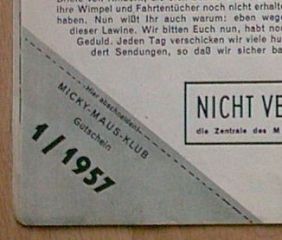 ihre Wimpel und Fahrtentücher noch nicht erhalte
haben. Nun wißt Ihr auch warum: eben wege
dieser Lawine. Wir bitten Euch nun, habt no
Geduld. Jeden Tag verschicken wir viele hu
dert Sendungen, so daß wir sicher ba
-Hier abschneiden!-
MICKY-MAUS-KLUB
Gutschein
1/1957
NICHT VE
die Zentrale des M